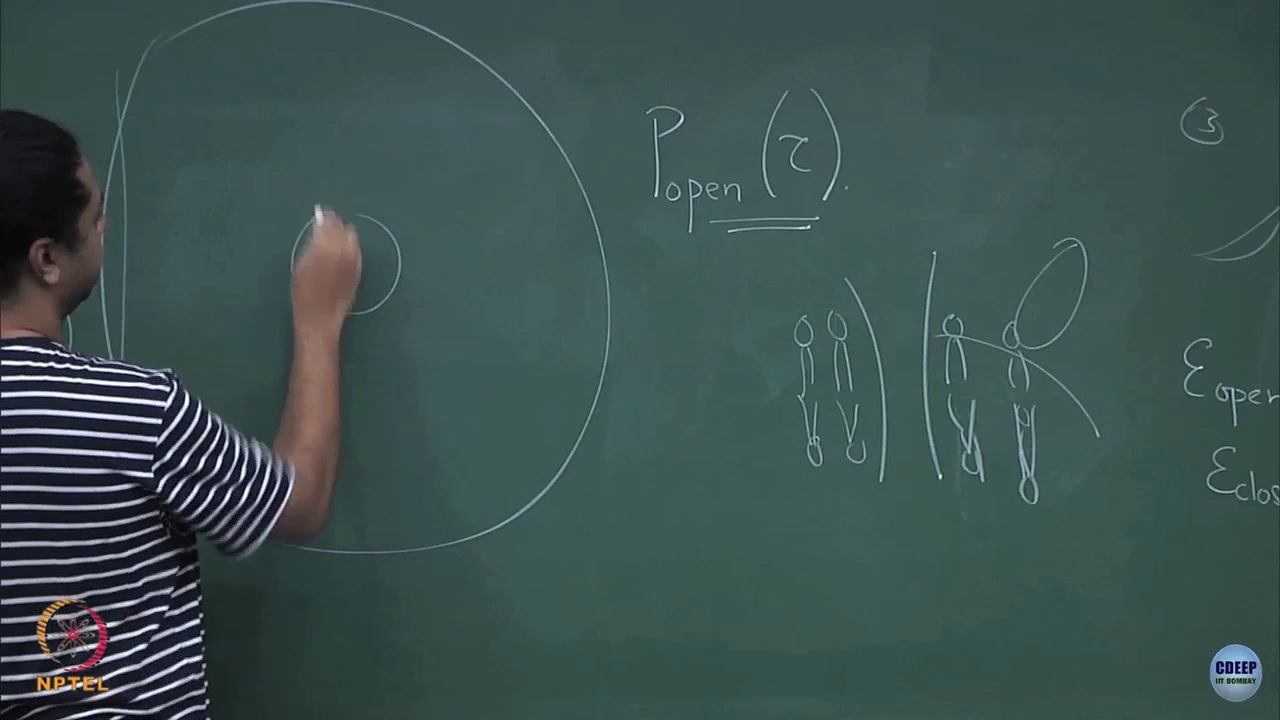 P_open (τ).
③
ε_open
ε_clos
NPTEL
CDEEP
IIT BOMBAY